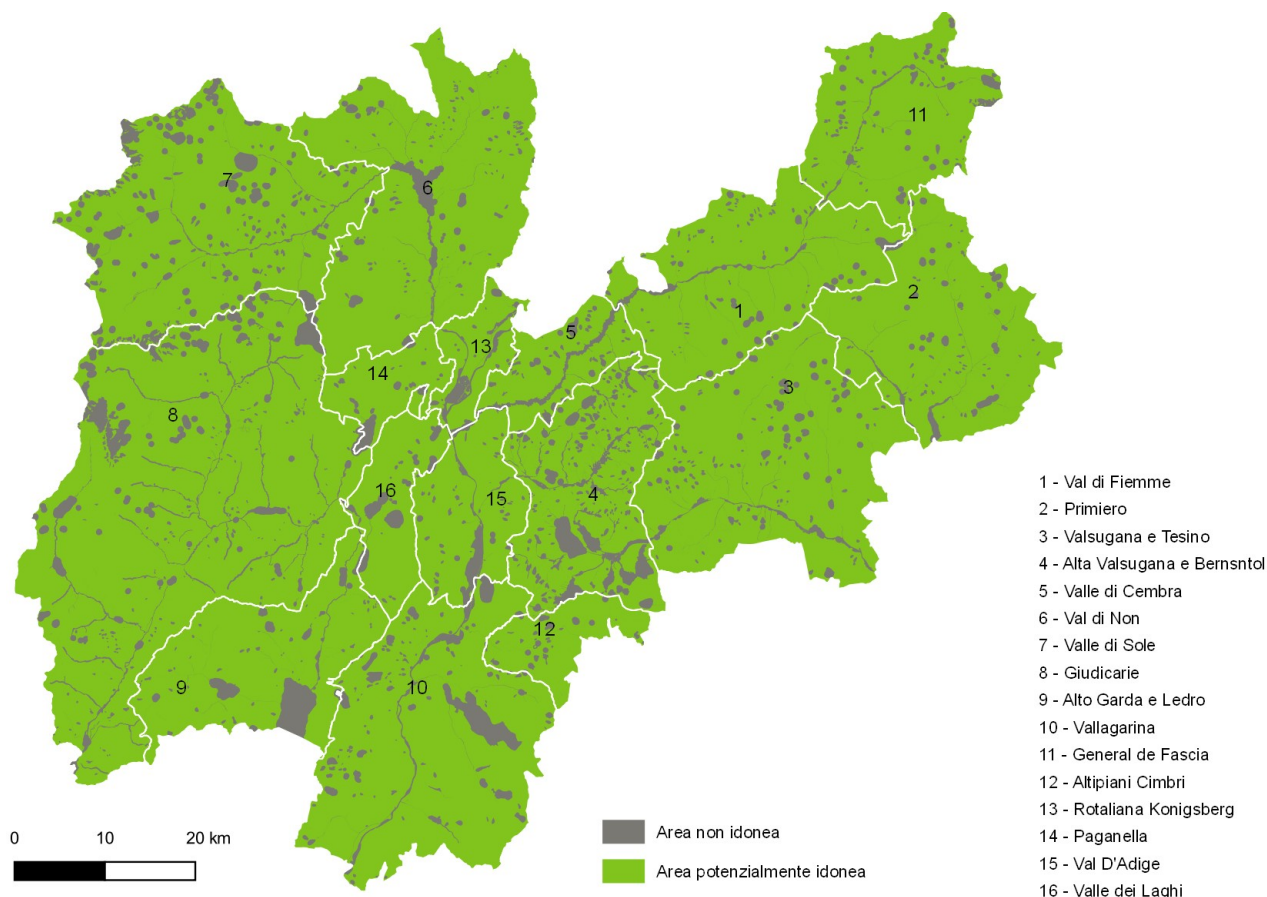 11
7
6
2
1
5
13
14
3
8
16
15
4
12
9
10
1 - Val di Fiemme
2 - Primiero
3 - Valsugana e Tesino
4 - Alta Valsugana e Bernsntol
5 - Valle di Cembra
6 - Val di Non
7 - Valle di Sole
8 - Giudicarie
9 - Alto Garda e Ledro
10 - Vallagarina
11 - General de Fascia
12 - Altipiani Cimbri
13 - Rotaliana Konigsberg
14 - Paganella
15 - Val D'Adige
16 - Valle dei Laghi
0 10 20 km
Area non idonea
Area potenzialmente idonea